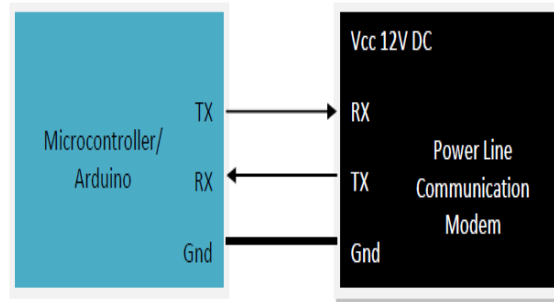 Microcontroller/
Arduino
TX
RX
Gnd
Vcc 12V DC
RX
TX
Gnd
Power Line
Communication
Modem